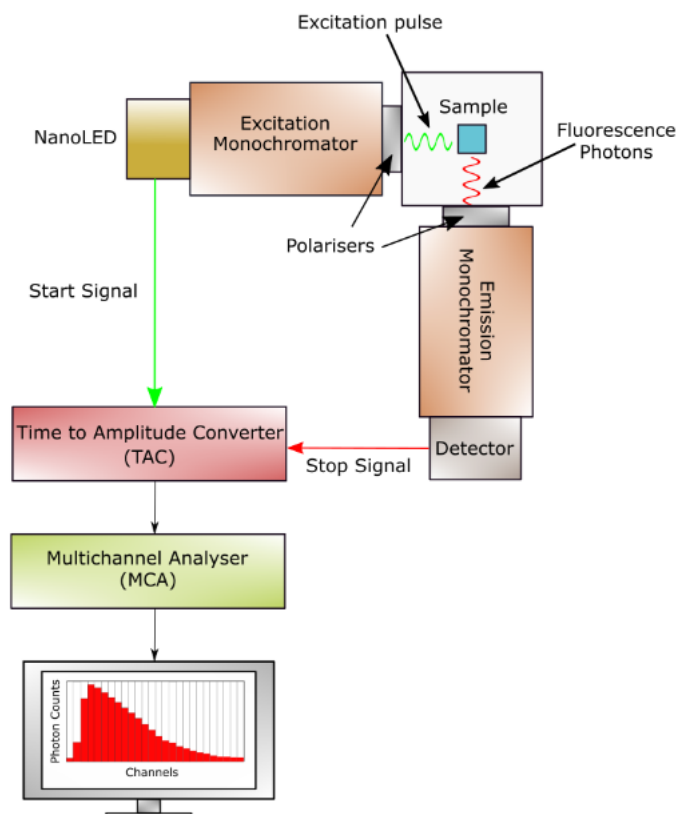 Excitation pulse
NanoLED
Excitation
Monochromator
Sample
Fluorescence
Photons
Polarisers
Start Signal
Emission
Monochromator
Time to Amplitude Converter
(TAC)
Stop Signal
Detector
Multichannel Analyser
(MCA)
Photon Counts
Channels